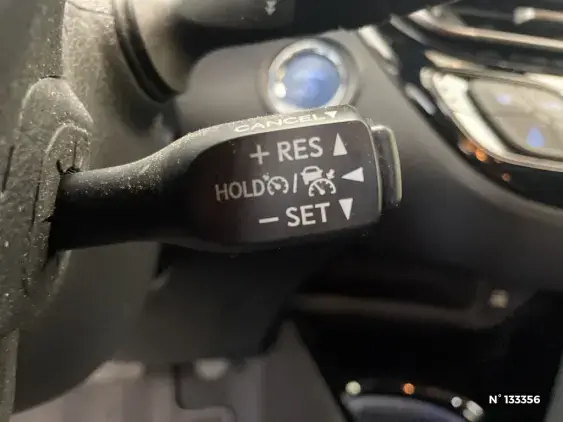 CANCEL
+ RES
HOLD /
− SET
N° 133356